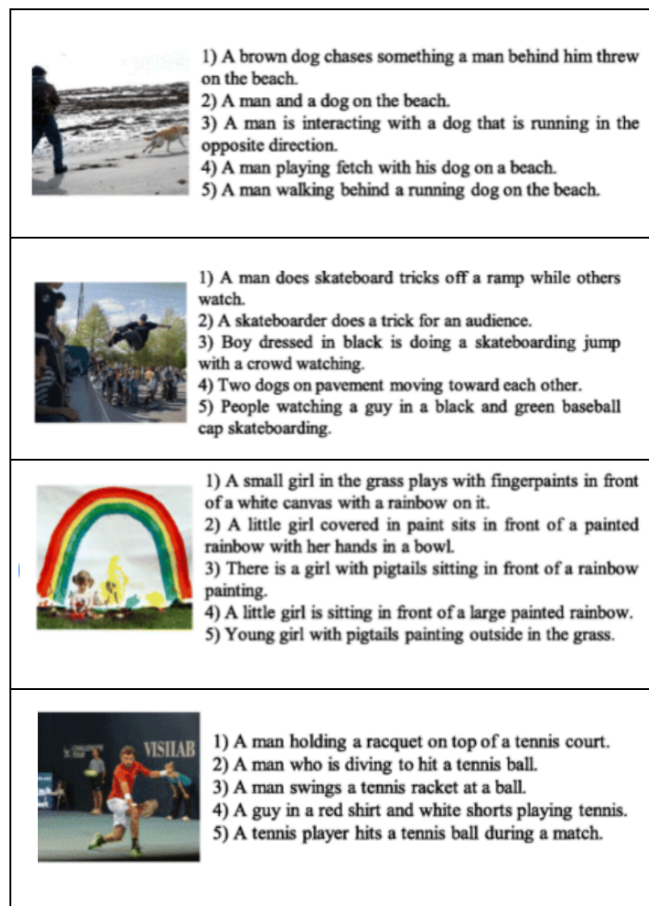 1) A brown dog chases something a man behind him threw
on the beach.
2) A man and a dog on the beach.
3) A man is interacting with a dog that is running in the
opposite direction.
4) A man playing fetch with his dog on a beach.
5) A man walking behind a running dog on the beach.
1) A man does skateboard tricks off a ramp while others
watch.
2) A skateboarder does a trick for an audience.
3) Boy dressed in black is doing a skateboarding jump
with a crowd watching.
4) Two dogs on pavement moving toward each other.
5) People watching a guy in a black and green baseball
cap skateboarding.
1) A small girl in the grass plays with fingerpaints in front
of a white canvas with a rainbow on it.
2) A little girl covered in paint sits in front of a painted
rainbow with her hands in a bowl.
3) There is a girl with pigtails sitting in front of a rainbow
painting.
4) A little girl is sitting in front of a large painted rainbow.
5) Young girl with pigtails painting outside in the grass.
VISILAB
1) A man holding a racquet on top of a tennis court.
2) A man who is diving to hit a tennis ball.
3) A man swings a tennis racket at a ball.
4) A guy in a red shirt and white shorts playing tennis.
5) A tennis player hits a tennis ball during a match.